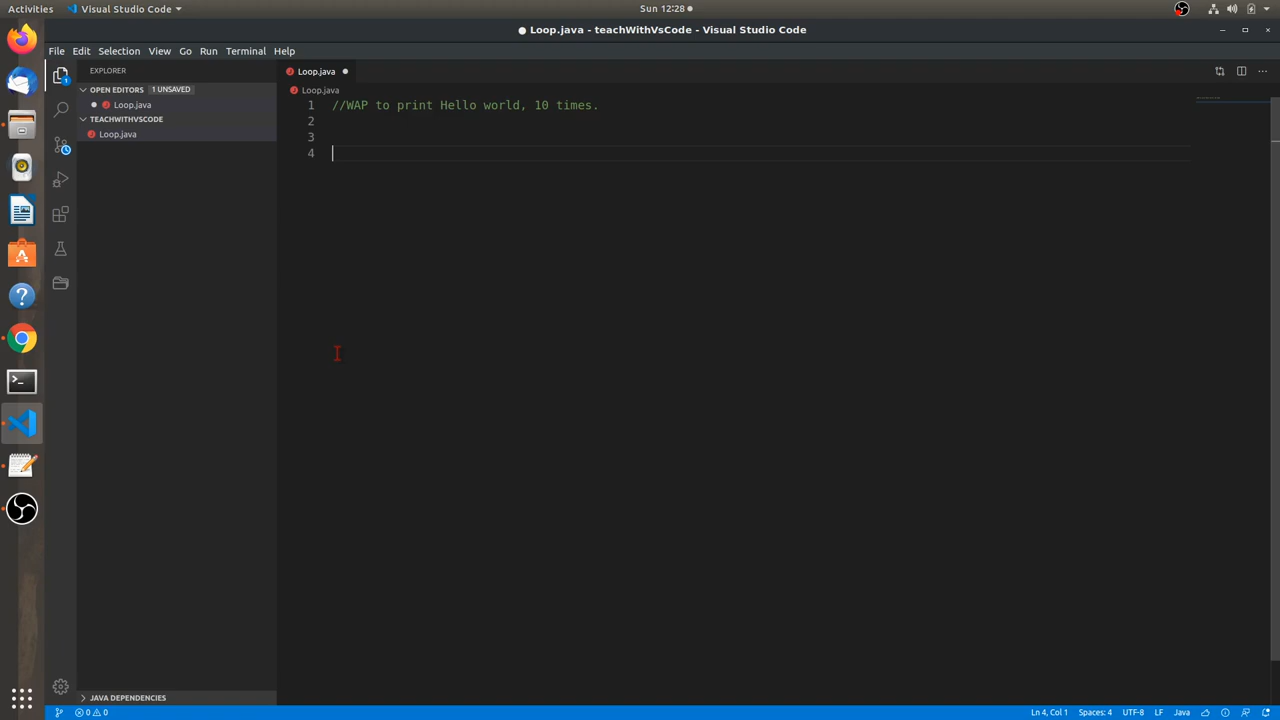 Activities
Visual Studio Code
Sun 12:28
Loop.java - teachWithVsCode - Visual Studio Code
File Edit Selection View Go Run Terminal Help
EXPLORER
Loop.java
OPEN EDITORS 1 UNSAVED
Loop.java
Loop.java
TEACHWITHVSCODE
Loop.java
1 //WAP to print Hello world, 10 times.
2
3
4
JAVA DEPENDENCIES
0 0
Ln 4, Col 1 Spaces: 4 UTF-8 LF Java